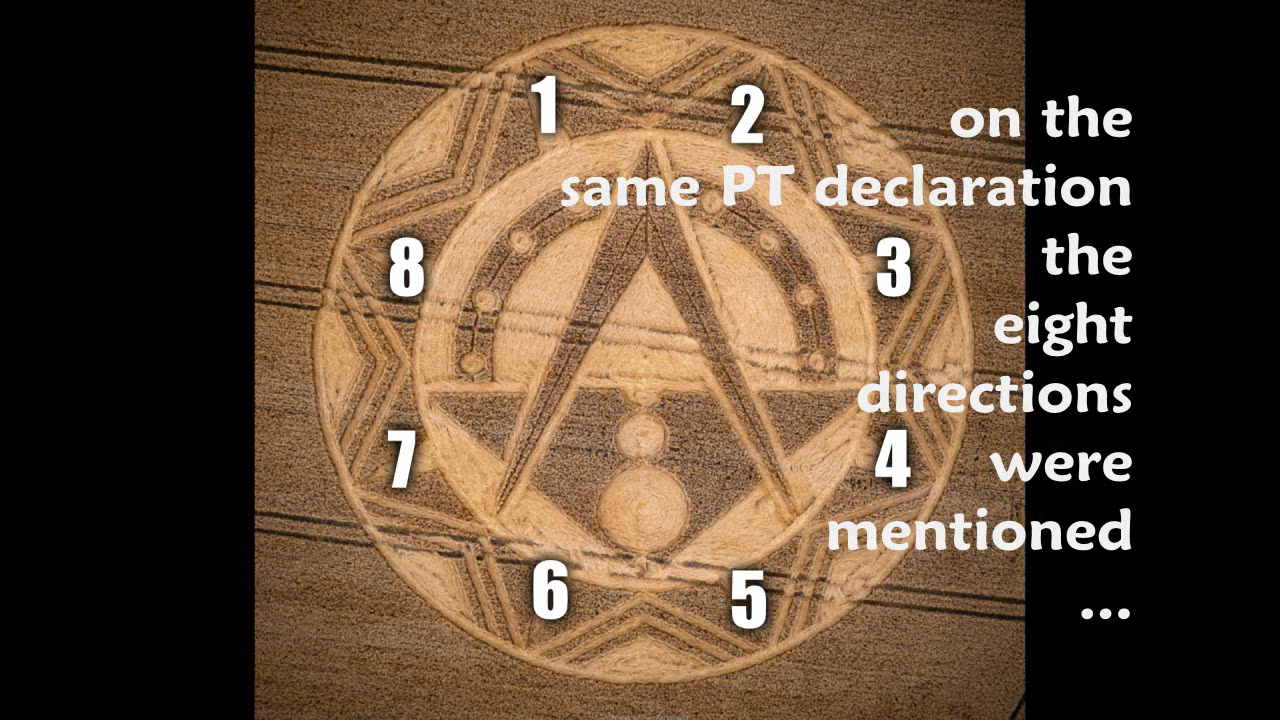 1
2
on the
same PT declaration
8
3
the
eight
directions
7
4
were
mentioned
6
5
...